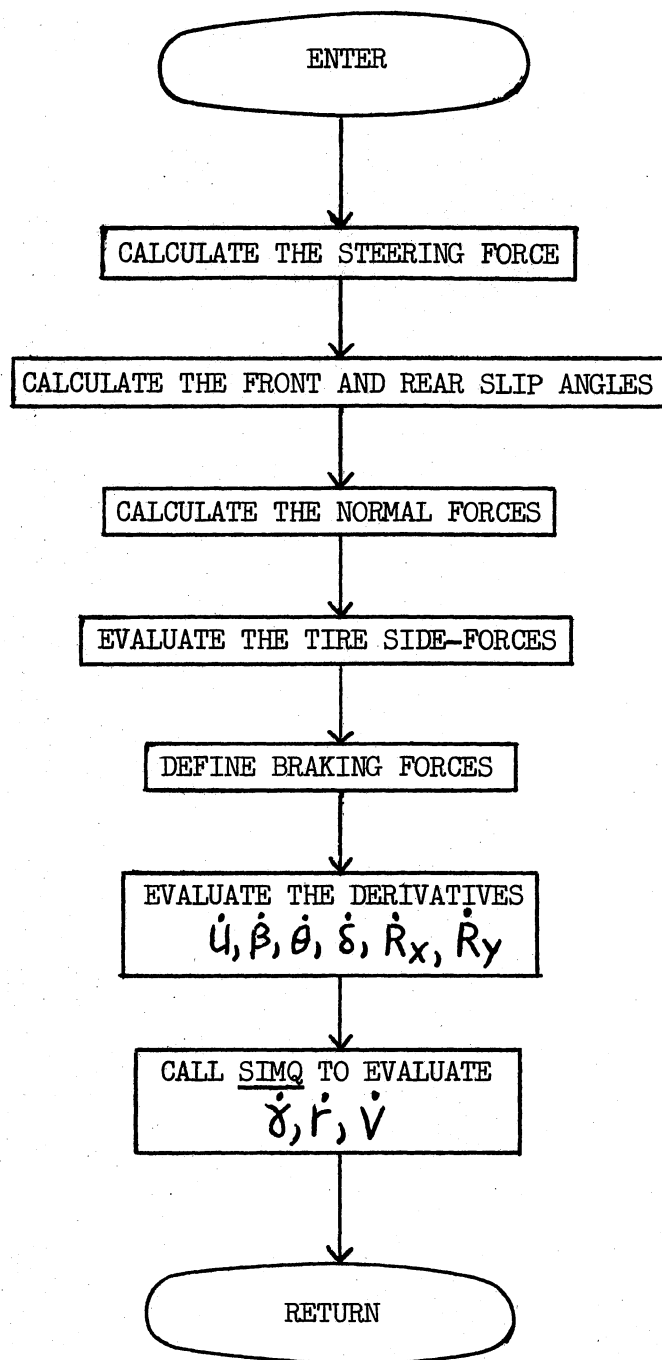 ENTER
CALCULATE THE STEERING FORCE
CALCULATE THE FRONT AND REAR SLIP ANGLES
CALCULATE THE NORMAL FORCES
EVALUATE THE TIRE SIDE-FORCES
DEFINE BRAKING FORCES
EVALUATE THE DERIVATIVES
u̇, β̇, θ̇, δ̇, Ṙx, Ṙy
CALL SIMQ TO EVALUATE
γ̇, ṙ, v̇
RETURN